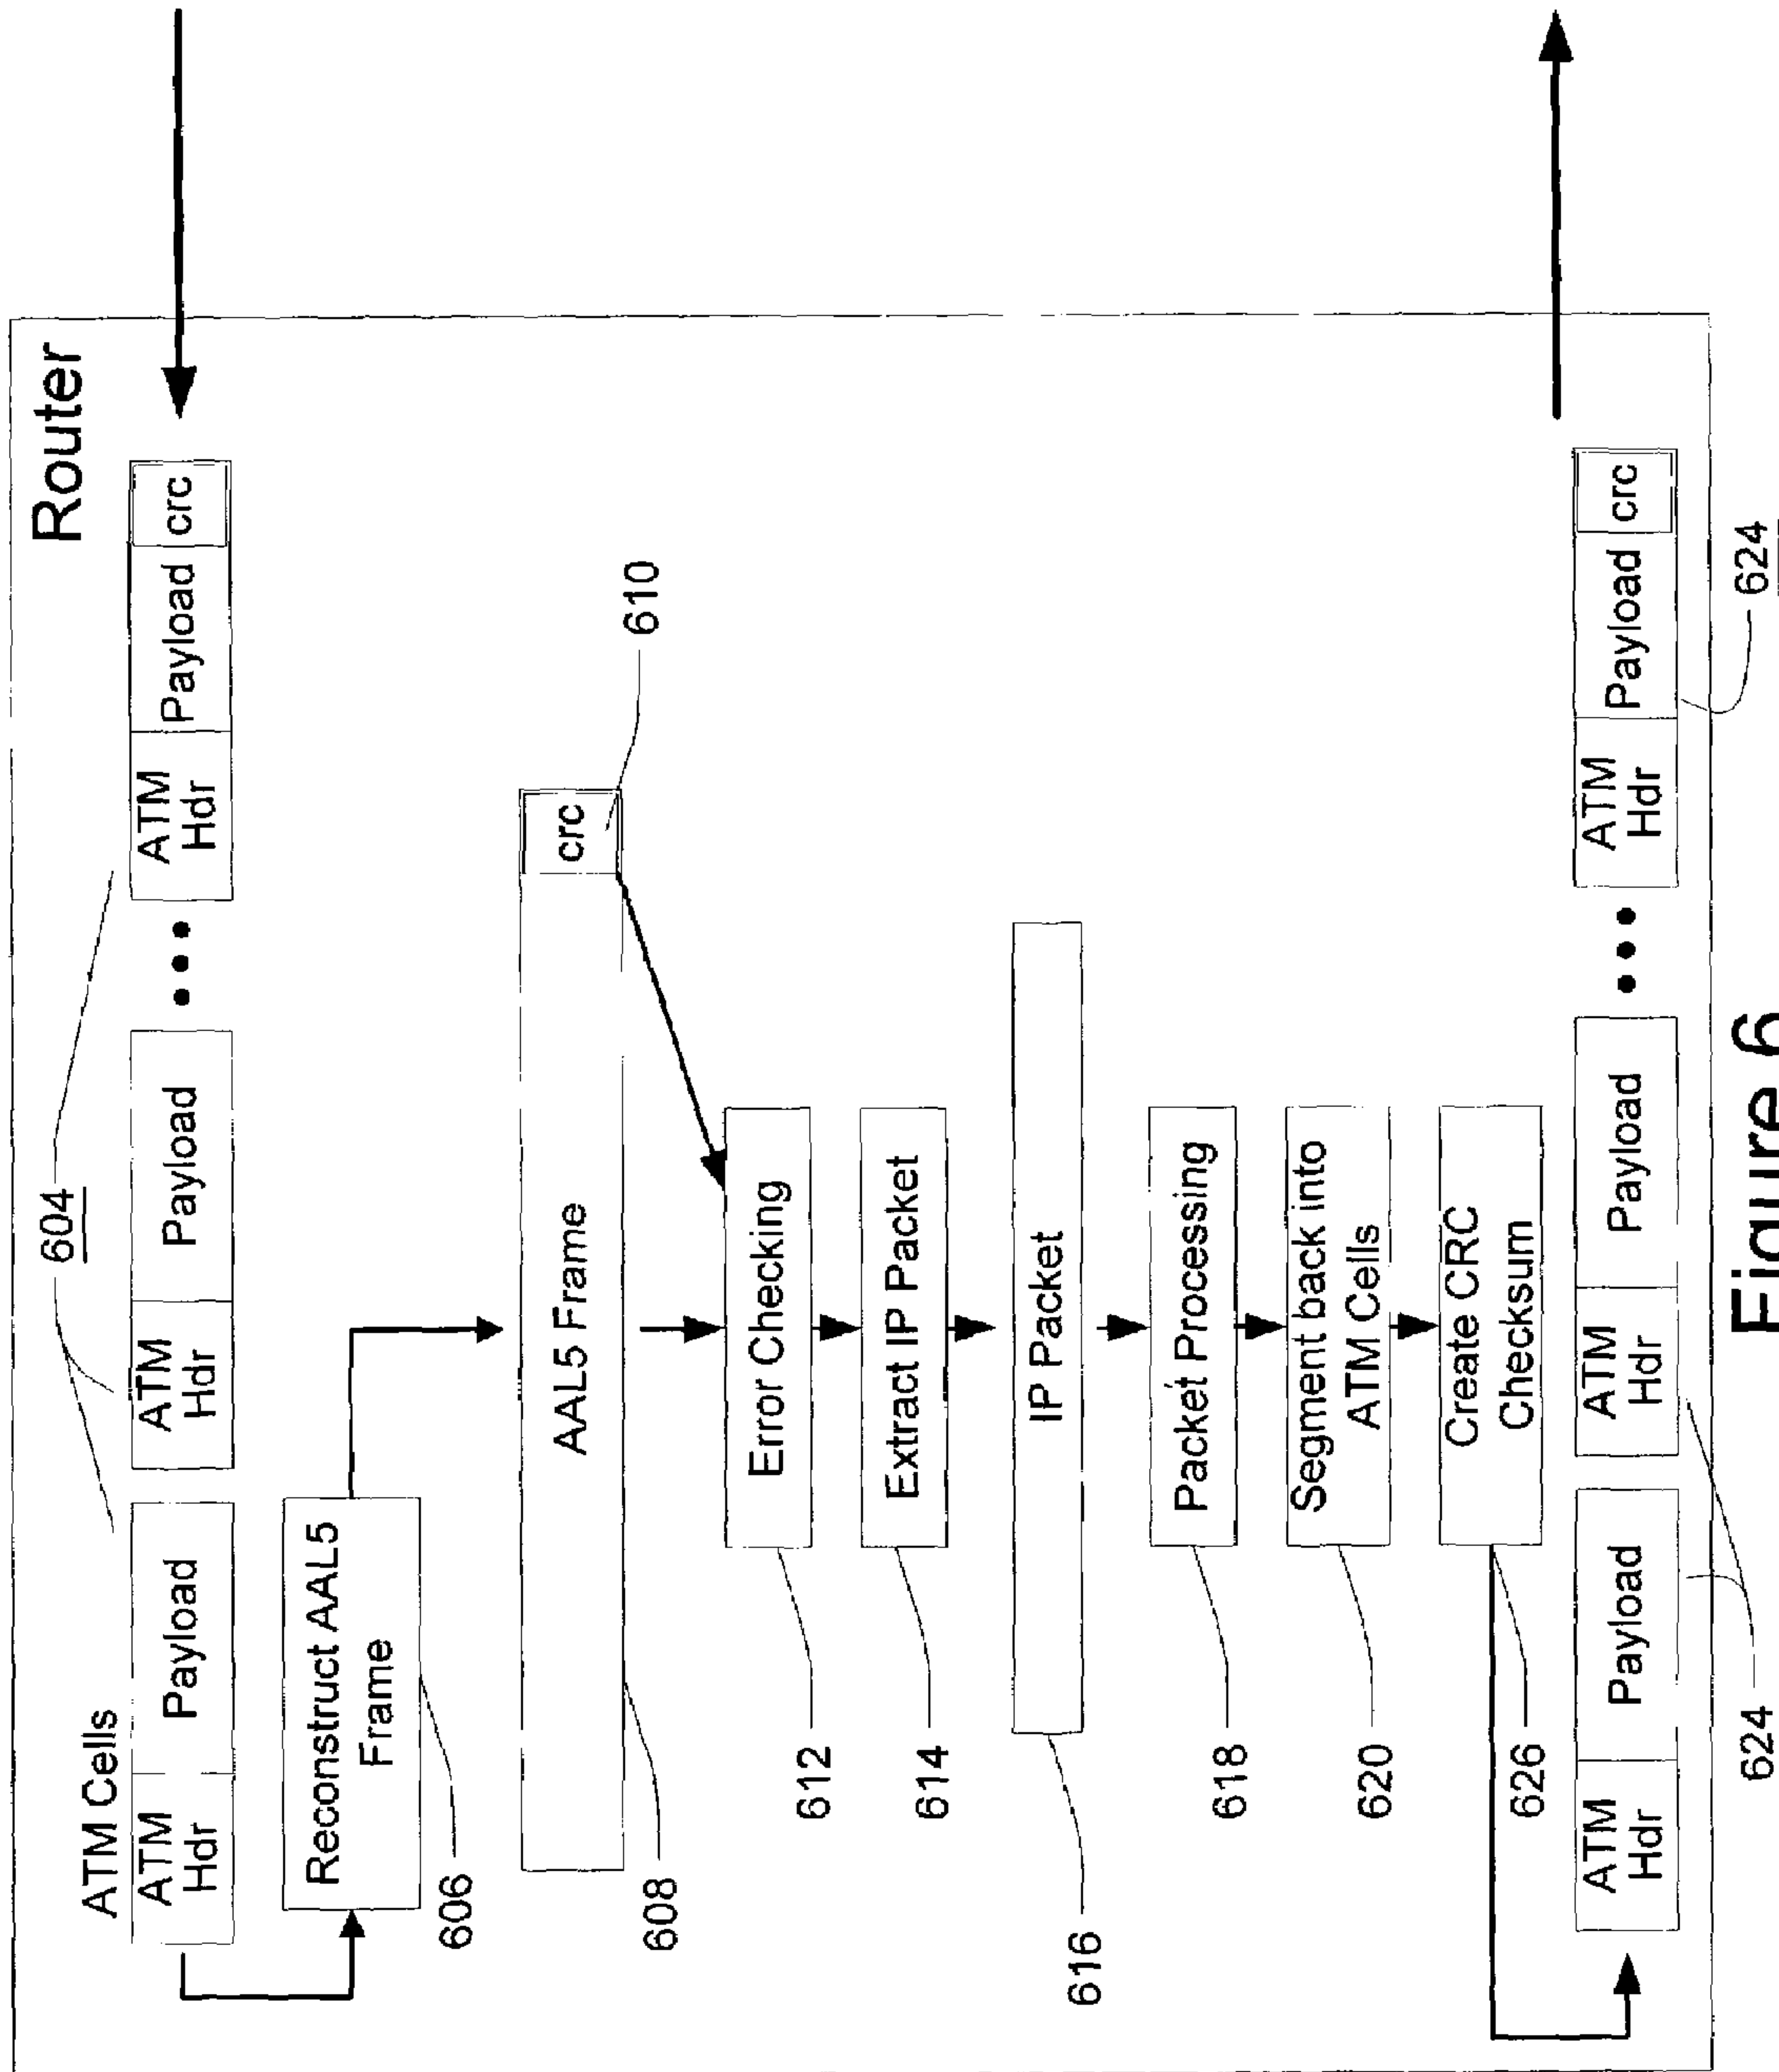 Router
604
ATM Cells
ATM
Hdr
Payload
ATM
Hdr
Payload
ATM
Hdr
Payload
crc
Reconstruct AAL5
Frame
606
610
AAL5 Frame
crc
608
Error Checking
612
Extract IP Packet
614
IP Packet
616
Packet Processing
618
Segment back into
ATM Cells
620
Create CRC
Checksum
626
ATM
Hdr
Payload
ATM
Hdr
Payload
ATM
Hdr
Payload
crc
624
624
Figure 6